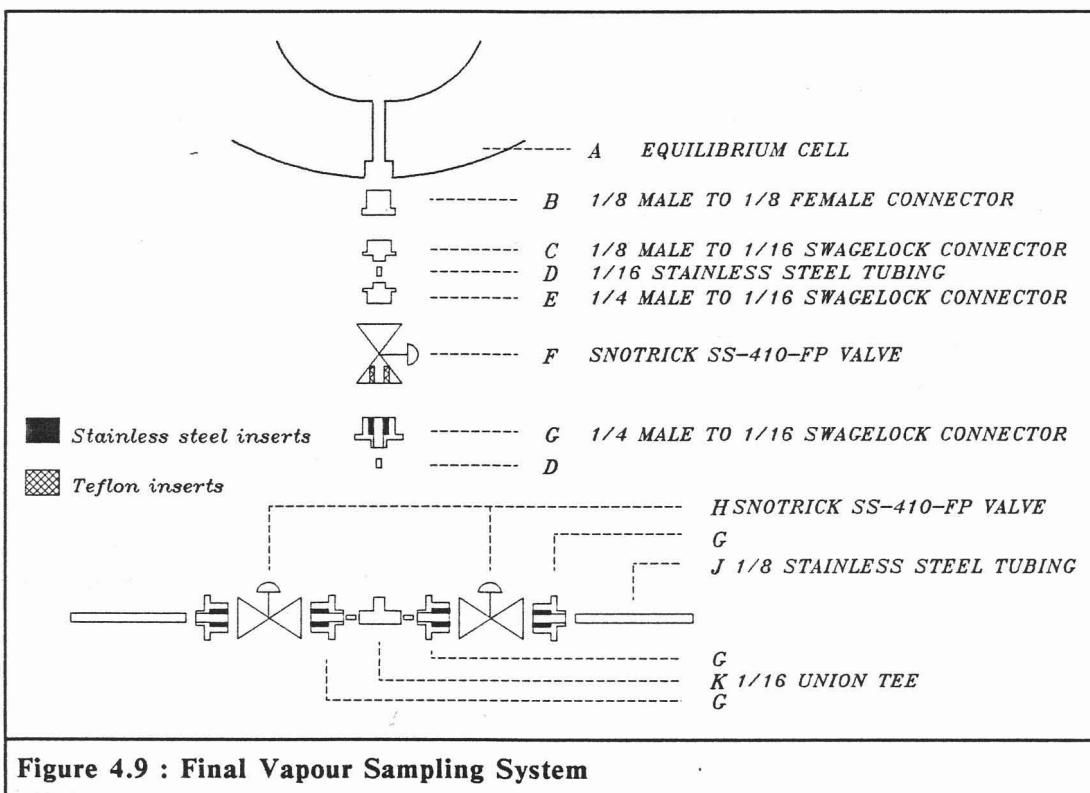 A EQUILIBRIUM CELL
B 1/8 MALE TO 1/8 FEMALE CONNECTOR
C 1/8 MALE TO 1/16 SWAGELOCK CONNECTOR
D 1/16 STAINLESS STEEL TUBING
E 1/4 MALE TO 1/16 SWAGELOCK CONNECTOR
F SNOTRICK SS-410-FP VALVE
Stainless steel inserts
G 1/4 MALE TO 1/16 SWAGELOCK CONNECTOR
D
Teflon inserts
H SNOTRICK SS-410-FP VALVE
G
J 1/8 STAINLESS STEEL TUBING
G
K 1/16 UNION TEE
G
Figure 4.9 : Final Vapour Sampling System